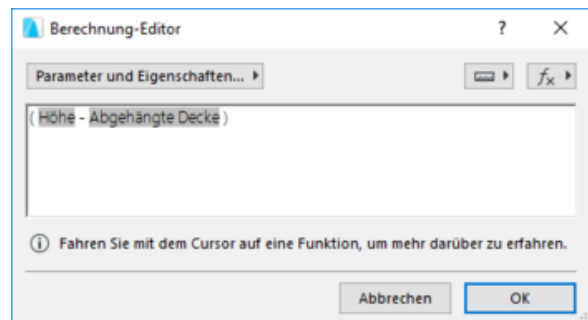 Berechnung-Editor
Parameter und Eigenschaften...
fx
( Höhe - Abgehängte Decke )
Fahren Sie mit dem Cursor auf eine Funktion, um mehr darüber zu erfahren.
Abbrechen
OK